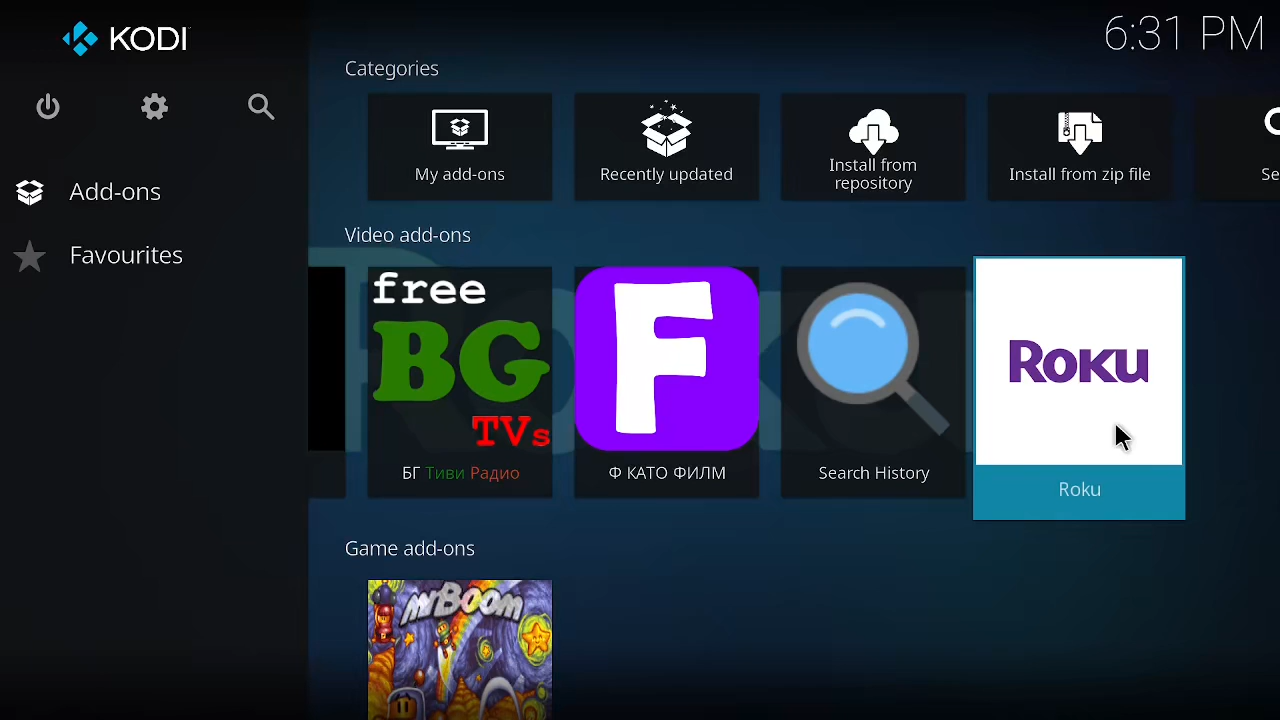 KODI
6:31 PM
Add-ons
Favourites
Categories
My add-ons
Recently updated
Install from
repository
Install from zip file
Se
Video add-ons
free
BG
TVs
БГ Тиви Радио
F
Ф КАТО ФИЛМ
Search History
ROKU
Roku
Game add-ons
MrBOOM